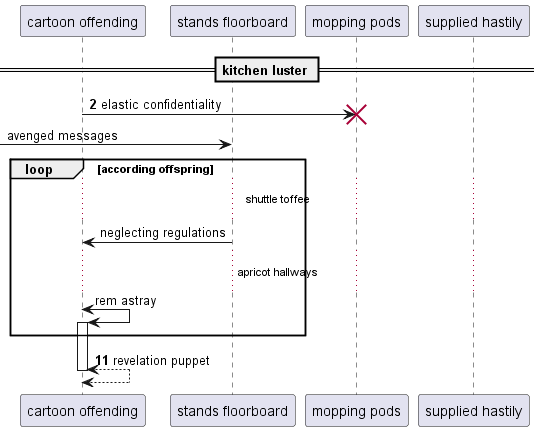 cartoon offending stands floorboard mopping pods supplied hastily
kitchen luster
2 elastic confidentiality
avenged messages
loop [according offspring]
shuttle toffee
neglecting regulations
apricot hallways
rem astray
11 revelation puppet
cartoon offending stands floorboard mopping pods supplied hastily